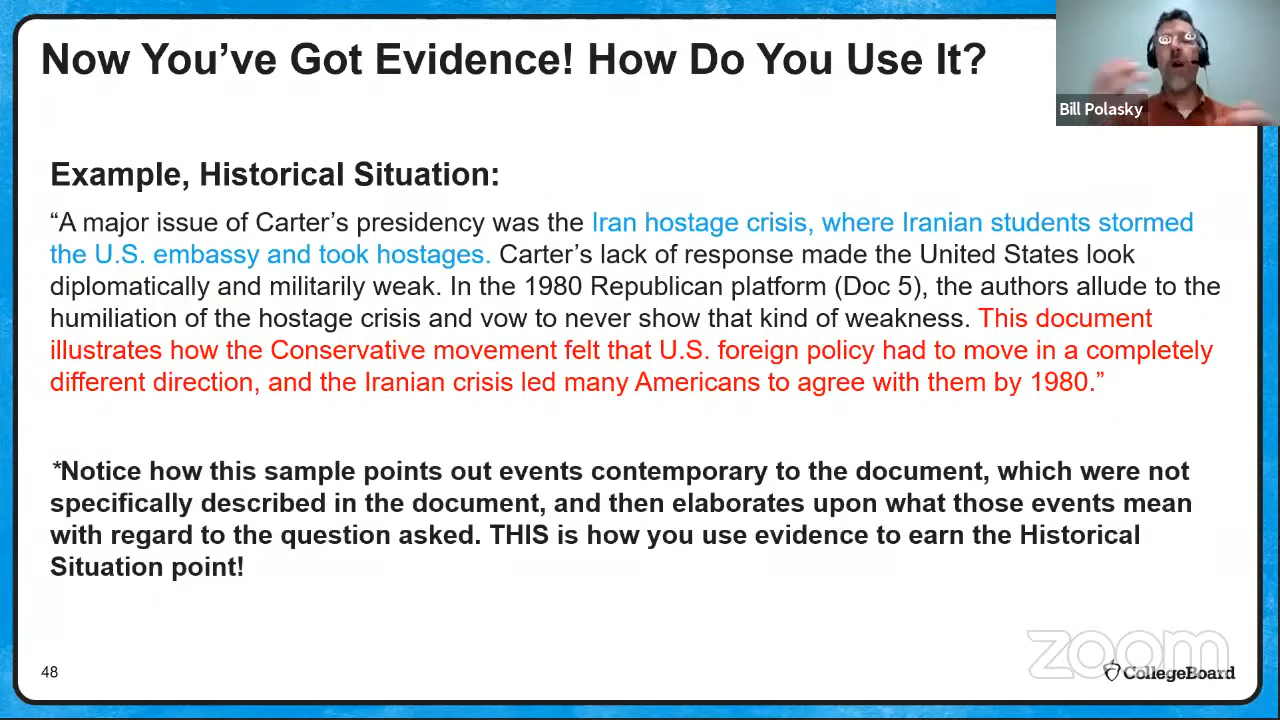 Now You’ve Got Evidence! How Do You Use It?
Bill Polasky
Example, Historical Situation:
“A major issue of Carter’s presidency was the Iran hostage crisis, where Iranian students stormed
the U.S. embassy and took hostages. Carter’s lack of response made the United States look
diplomatically and militarily weak. In the 1980 Republican platform (Doc 5), the authors allude to the
humiliation of the hostage crisis and vow to never show that kind of weakness. This document
illustrates how the Conservative movement felt that U.S. foreign policy had to move in a completely
different direction, and the Iranian crisis led many Americans to agree with them by 1980.”
*Notice how this sample points out events contemporary to the document, which were not
specifically described in the document, and then elaborates upon what those events mean
with regard to the question asked. THIS is how you use evidence to earn the Historical
Situation point!
zoom
48
CollegeBoard